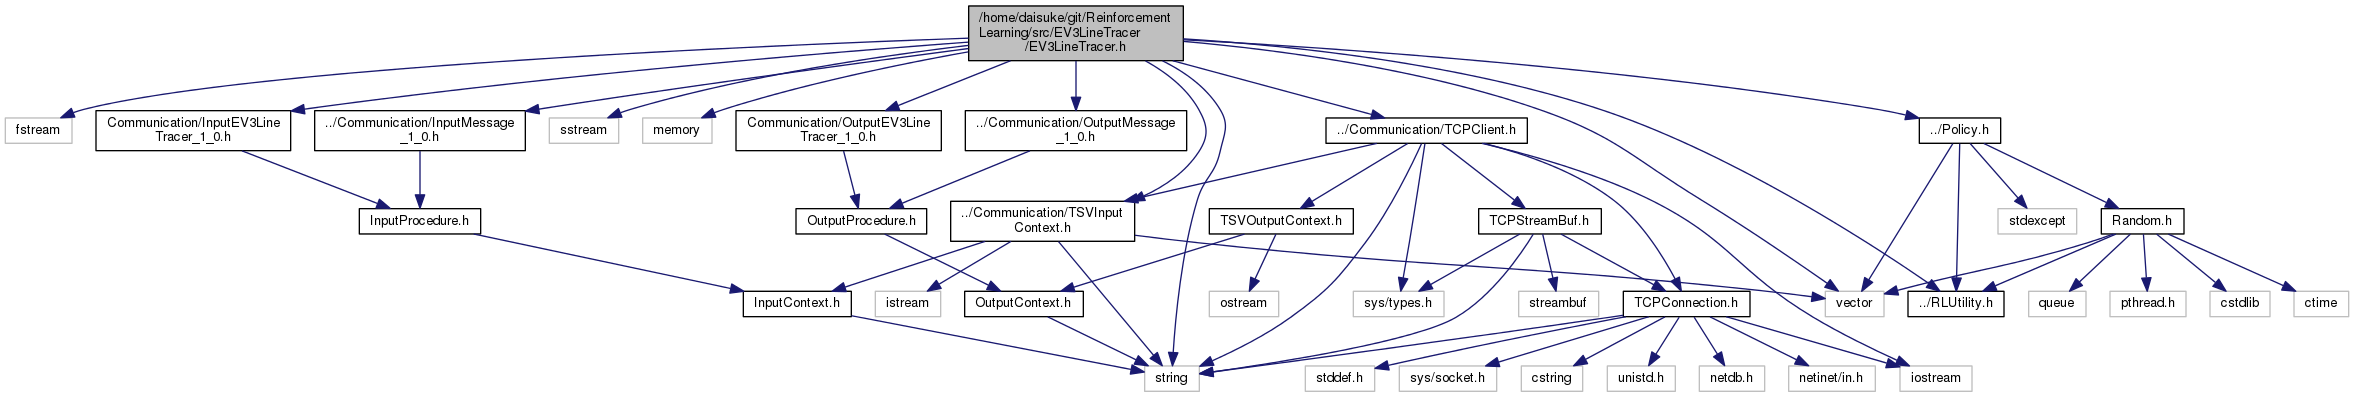 /home/daisuke/git/Reinforcement
Learning/src/EV3LineTracer
/EV3LineTracer.h
fstream
Communication/InputEV3Line
Tracer_1_0.h
../Communication/InputMessage
_1_0.h
sstream
memory
Communication/OutputEV3Line
Tracer_1_0.h
../Communication/OutputMessage
_1_0.h
../Communication/TCPClient.h
../Policy.h
InputProcedure.h
OutputProcedure.h
../Communication/TSVInput
Context.h
TSVOutputContext.h
TCPStreamBuf.h
stdexcept
Random.h
InputContext.h
istream
OutputContext.h
ostream
sys/types.h
streambuf
TCPConnection.h
vector
../RLUtility.h
queue
pthread.h
cstdlib
ctime
string
stddef.h
sys/socket.h
cstring
unistd.h
netdb.h
netinet/in.h
iostream